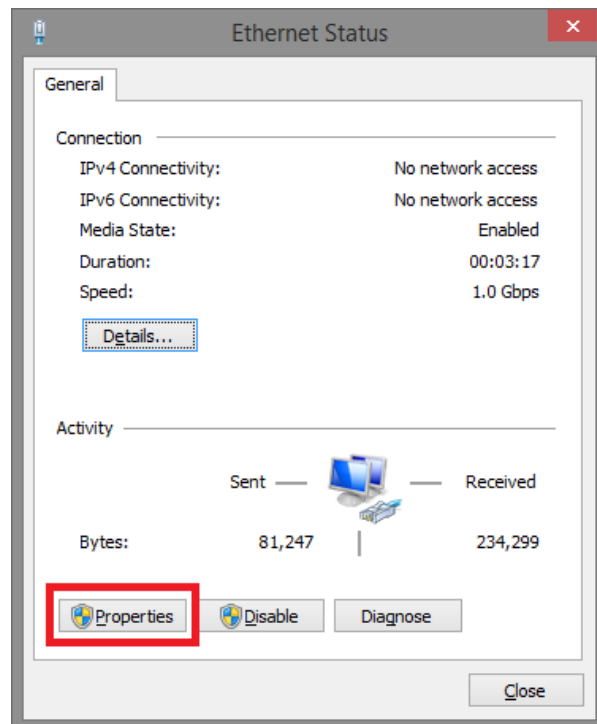 Ethernet Status
General
Connection
IPv4 Connectivity: No network access
IPv6 Connectivity: No network access
Media State: Enabled
Duration: 00:03:17
Speed: 1.0 Gbps
Details...
Activity
Sent — — Received
Bytes: 81,247 | 234,299
Properties Disable Diagnose
Close